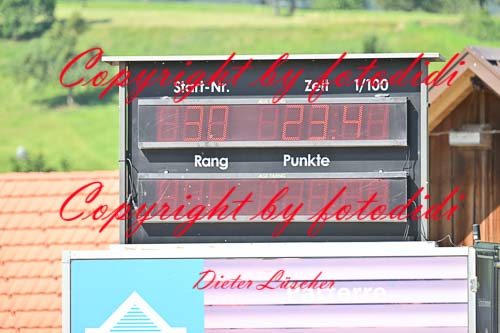 Copyright by fotodidi
Start-Nr. Zeit 1/100
30 23.4
Rang Punkte
Copyright by fotodidi
Dieter Lüscher